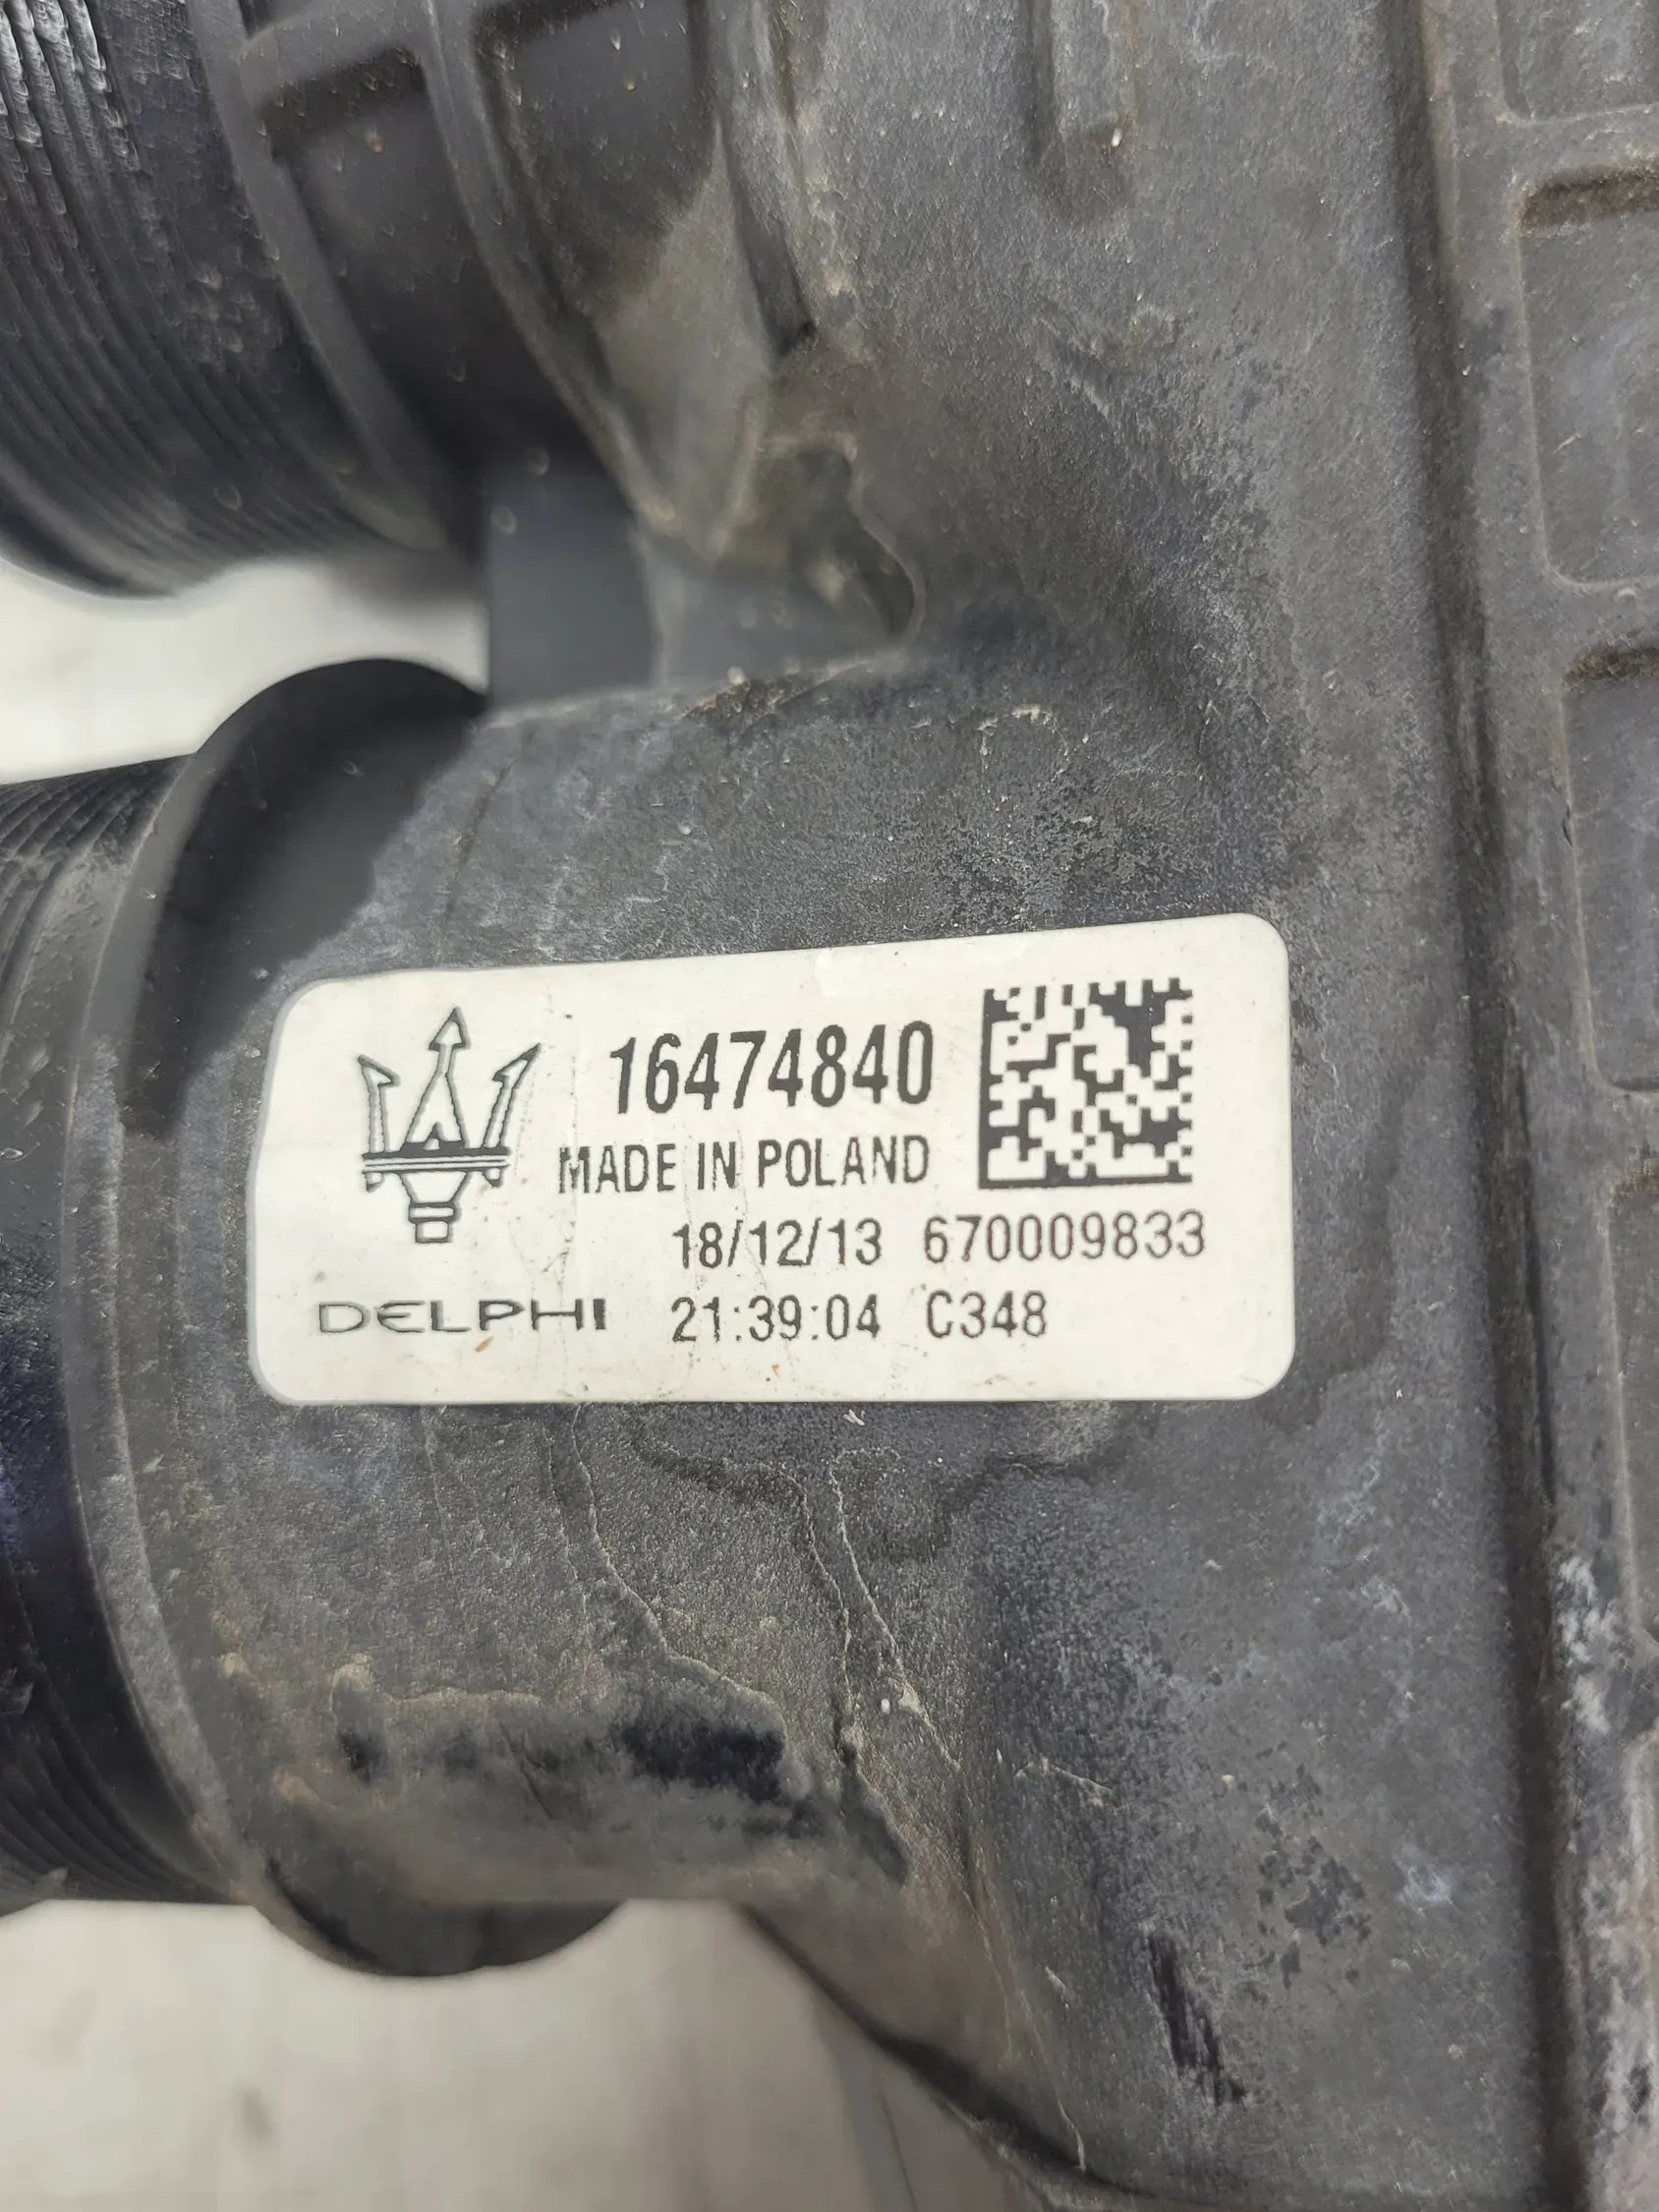 16474840
MADE IN POLAND
18/12/13 670009833
DELPHI 21:39:04 C348